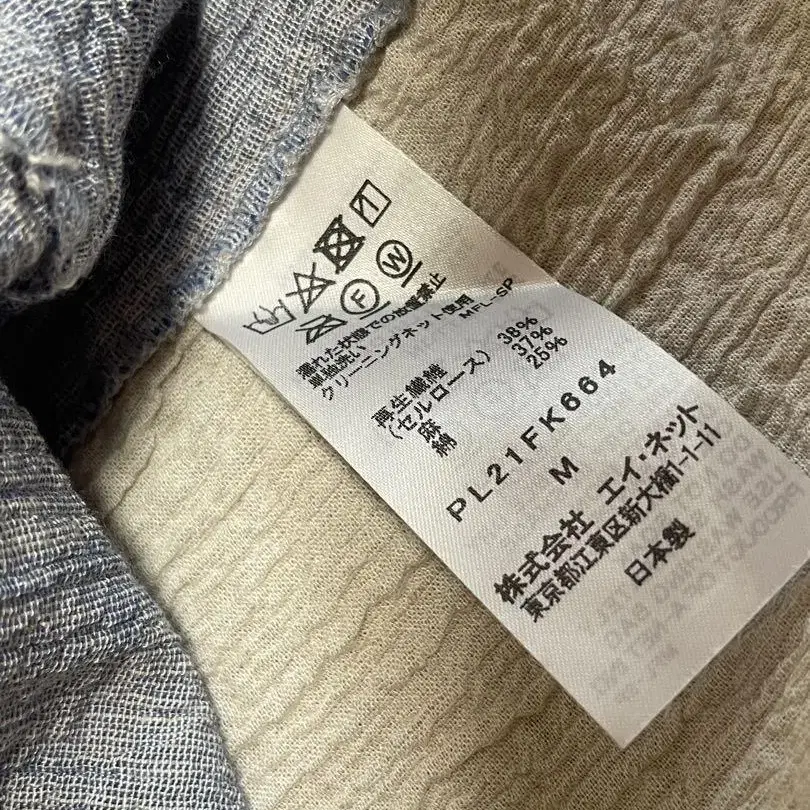 F W
濡れた状態での放置禁止
単独洗い
クリーニングネット使用
MFL-SP
再生繊維
(セルロース) 38%
麻 37%
綿 25%
PL21FK664
M
株式会社 エイ・ネット
東京都江東区新大橋1-1-11
日本製